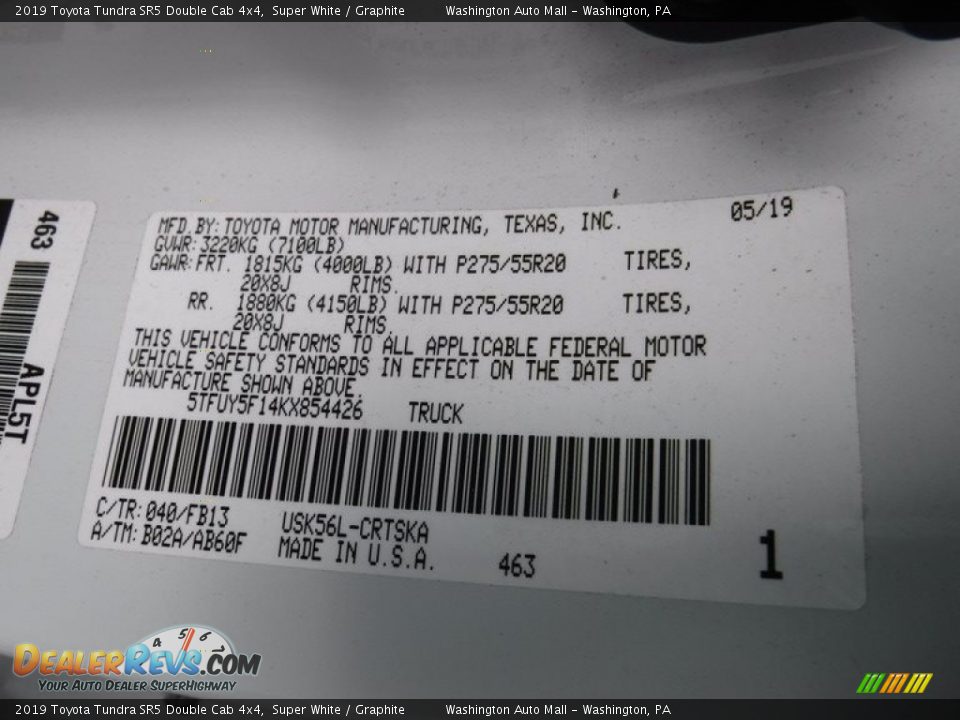 2019 Toyota Tundra SR5 Double Cab 4x4, Super White / Graphite Washington Auto Mall - Washington, PA
463
APL5T
05/19
MFD.BY:TOYOTA MOTOR MANUFACTURING, TEXAS, INC.
GVWR:3220KG (7100LB)
GAWR:FRT. 1815KG (4000LB) WITH P275/55R20 TIRES,
20X8J RIMS.
RR. 1880KG (4150LB) WITH P275/55R20 TIRES,
20X8J RIMS.
THIS VEHICLE CONFORMS TO ALL APPLICABLE FEDERAL MOTOR
VEHICLE SAFETY STANDARDS IN EFFECT ON THE DATE OF
MANUFACTURE SHOWN ABOVE.
5TFUY5F14KX854426 TRUCK
C/TR:040/FB13 USK56L-CRTSKA
A/TM:B02A/AB60F MADE IN U.S.A. 463
1
4 5 6 7
DEALERREVS.COM
YOUR AUTO DEALER SUPERHIGHWAY
2019 Toyota Tundra SR5 Double Cab 4x4, Super White / Graphite Washington Auto Mall - Washington, PA